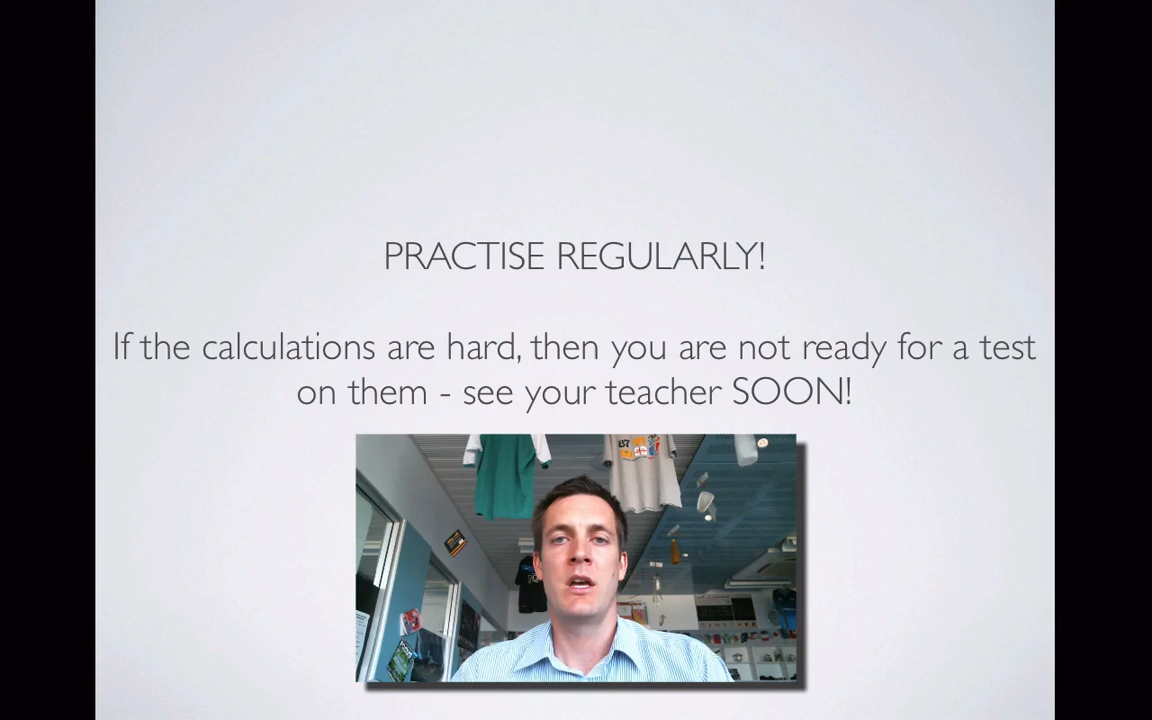 PRACTISE REGULARLY!
If the calculations are hard, then you are not ready for a test
on them - see your teacher SOON!